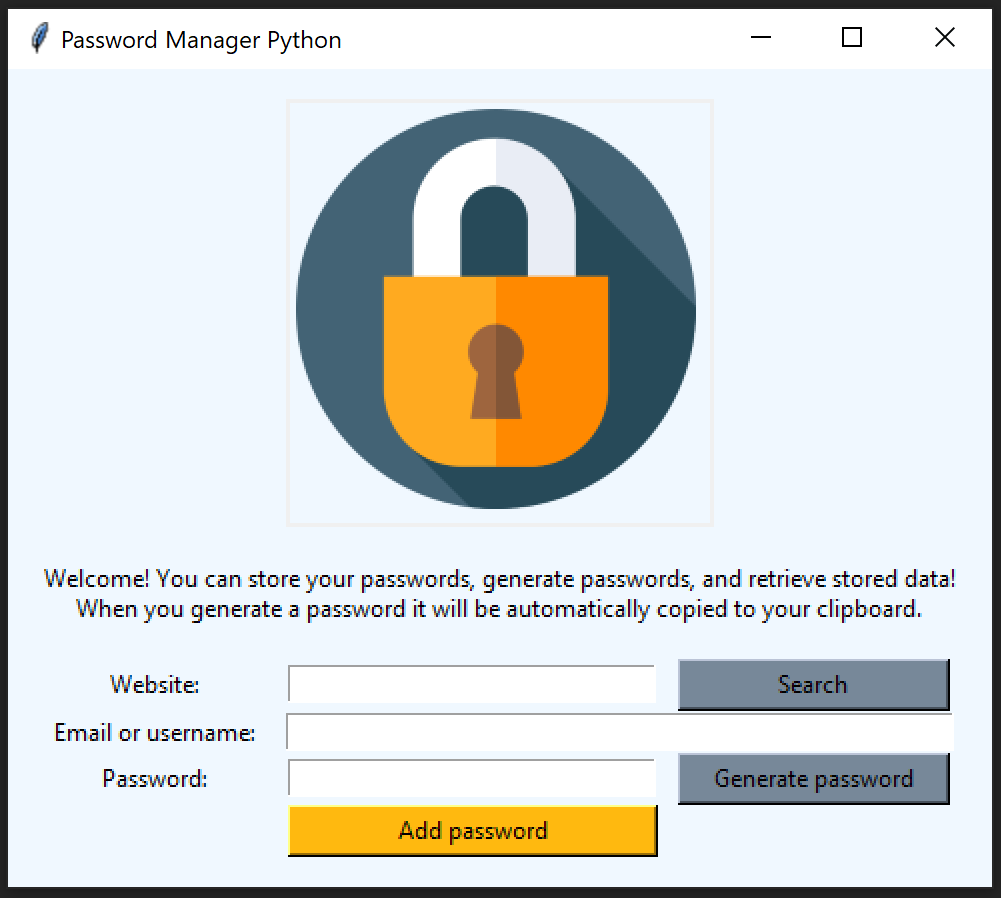 Password Manager Python
Welcome! You can store your passwords, generate passwords, and retrieve stored data!
When you generate a password it will be automatically copied to your clipboard.
Website:
Search
Email or username:
Password:
Generate password
Add password